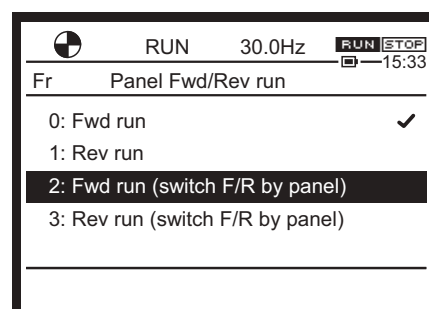 RUN 30.0Hz RUN STOP
15:33
Fr Panel Fwd/Rev run
0: Fwd run
1: Rev run
2: Fwd run (switch F/R by panel)
3: Rev run (switch F/R by panel)